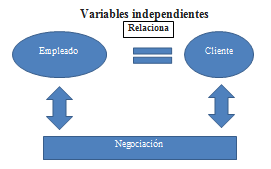 Variables independientes
Relaciona
Empleado
Cliente
Negociación